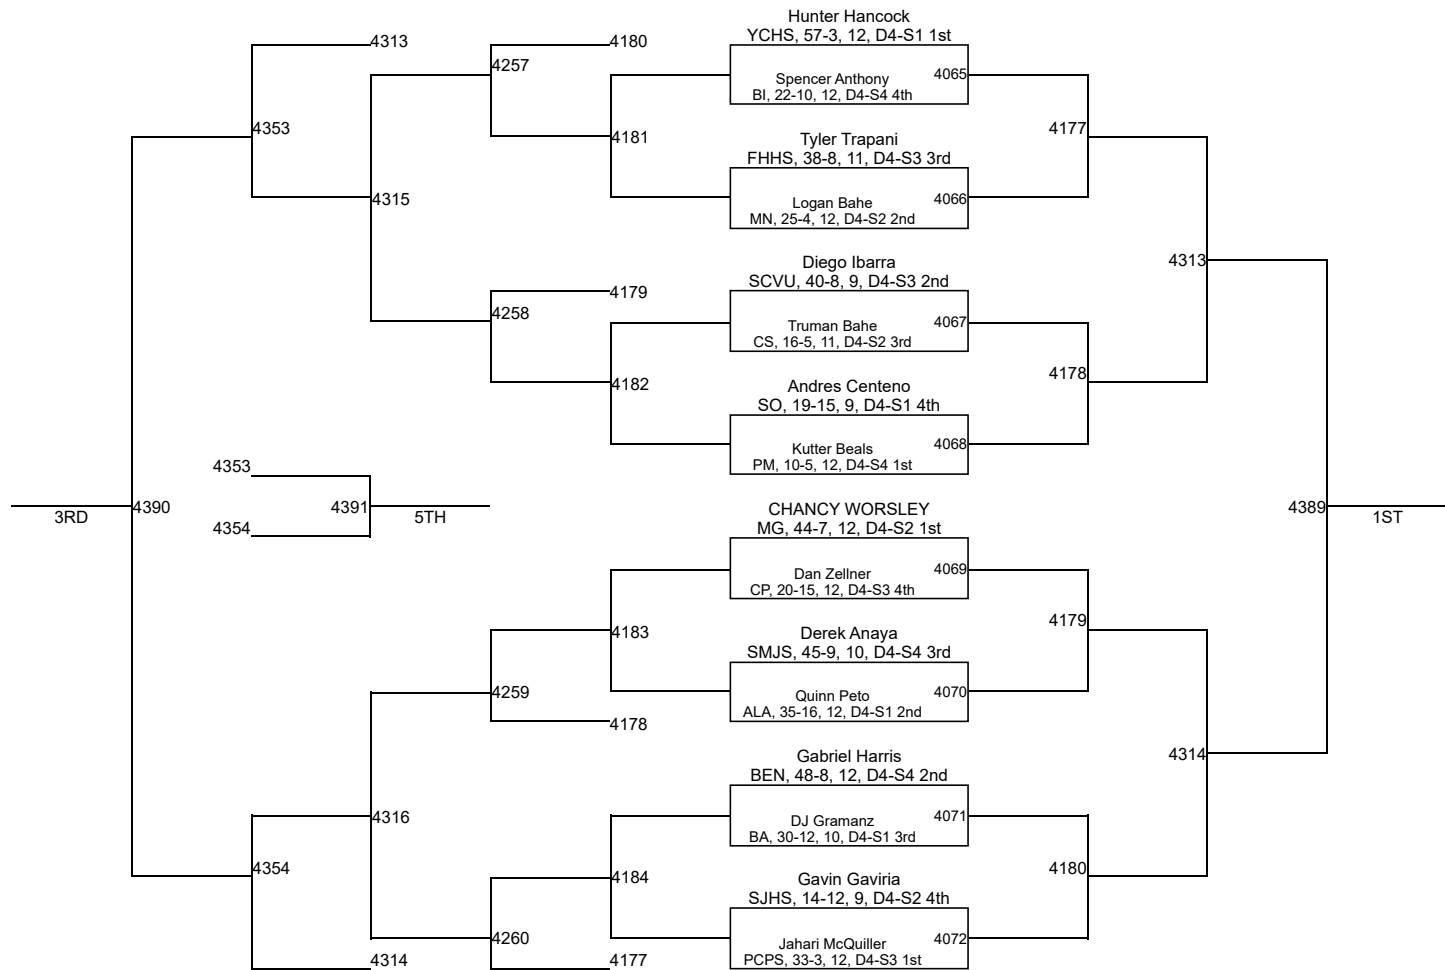 Hunter Hancock
YCHS, 57-3, 12, D4-S1 1st
4313
4180
4257
Spencer Anthony
4065
BI, 22-10, 12, D4-S4 4th
4353
4181
4177
Tyler Trapani
FHHS, 38-8, 11, D4-S3 3rd
4315
Logan Bahe
4066
MN, 25-4, 12, D4-S2 2nd
Diego Ibarra
4313
SCVU, 40-8, 9, D4-S3 2nd
4179
4258
Truman Bahe
4067
CS, 16-5, 11, D4-S2 3rd
4178
4182
Andres Centeno
SO, 19-15, 9, D4-S1 4th
Kutter Beals
4068
PM, 10-5, 12, D4-S4 1st
4353
4390
4391
CHANCY WORSLEY
4389
3RD
5TH
1ST
4354
MG, 44-7, 12, D4-S2 1st
Dan Zellner
4069
CP, 20-15, 12, D4-S3 4th
4179
4183
Derek Anaya
SMJS, 45-9, 10, D4-S4 3rd
4259
Quinn Peto
4070
ALA, 35-16, 12, D4-S1 2nd
4178
Gabriel Harris
4314
BEN, 48-8, 12, D4-S4 2nd
4316
DJ Gramanz
4071
BA, 30-12, 10, D4-S1 3rd
4354
4184
4180
Gavin Gaviria
SJHS, 14-12, 9, D4-S2 4th
4260
Jahari McQuiller
4072
PCPS, 33-3, 12, D4-S3 1st
4314
4177